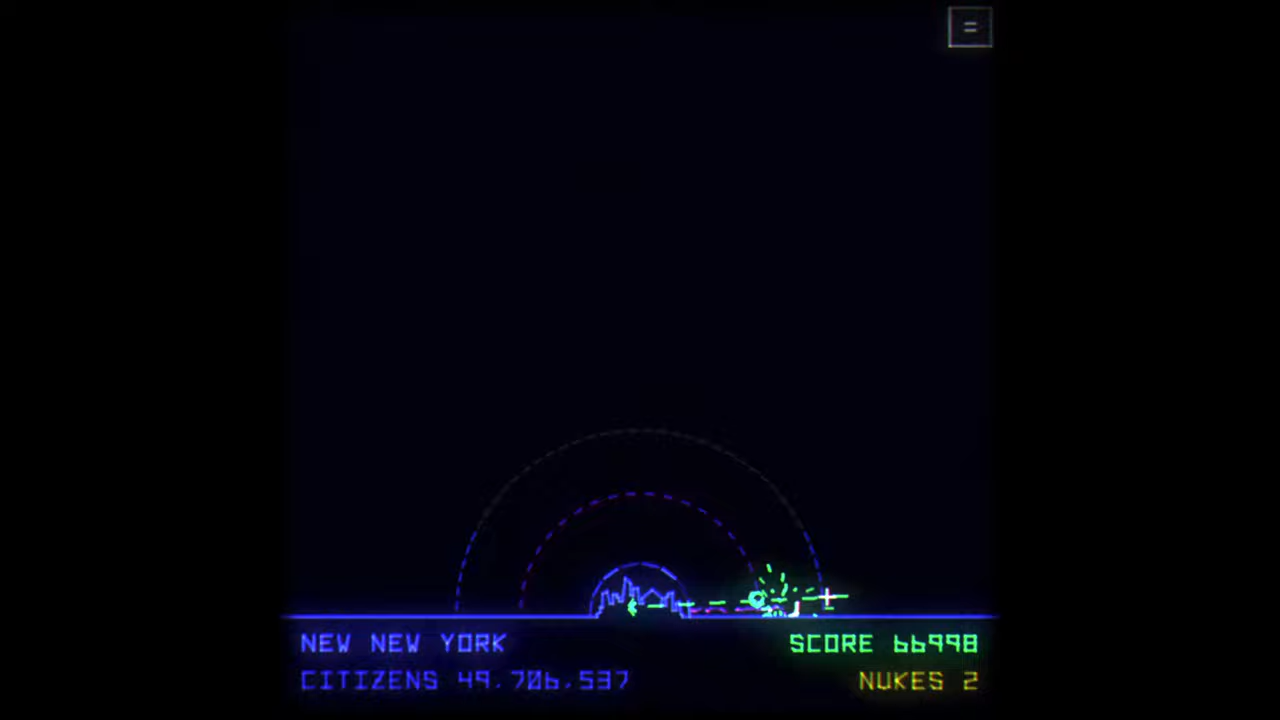 =
NEW NEW YORK
SCORE 66998
CITIZENS 49,706,537
NUKES 2